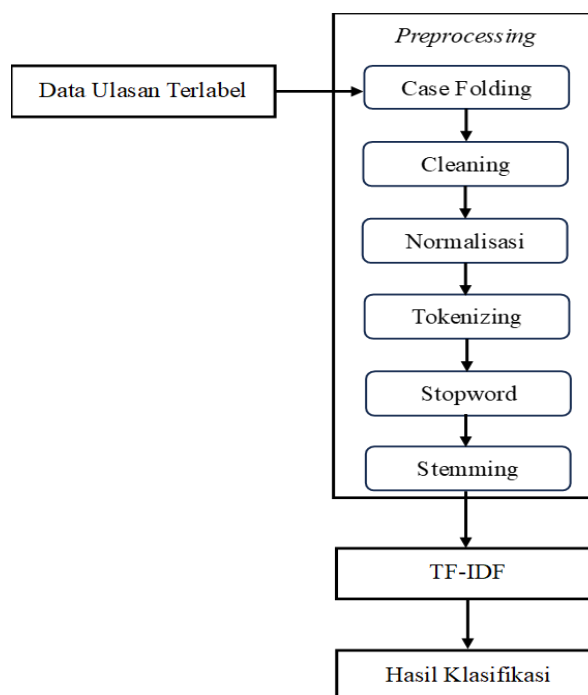 Preprocessing
Data Ulasan Terlabel
Case Folding
Cleaning
Normalisasi
Tokenizing
Stopword
Stemming
TF-IDF
Hasil Klasifikasi